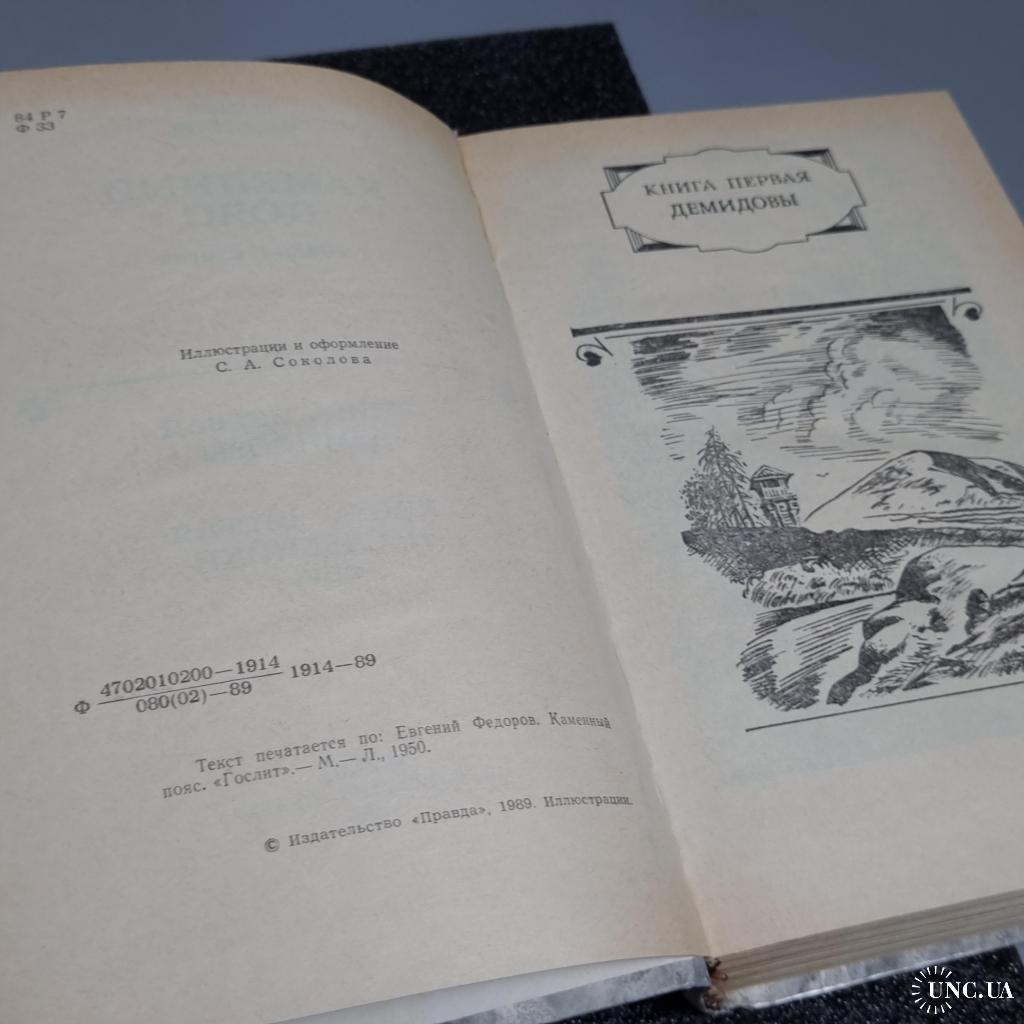 84 Р 7
Ф 33
Иллюстрации и оформление
С. А. Соколова
Ф 4702010200—1914 1914—89
080(02)—89
Текст печатается по: Евгений Федоров. Каменный
пояс. «Гослит».— М.— Л., 1950.
© Издательство «Правда», 1989. Иллюстрации.
КНИГА ПЕРВАЯ
ДЕМИДОВЫ
UNC.UA